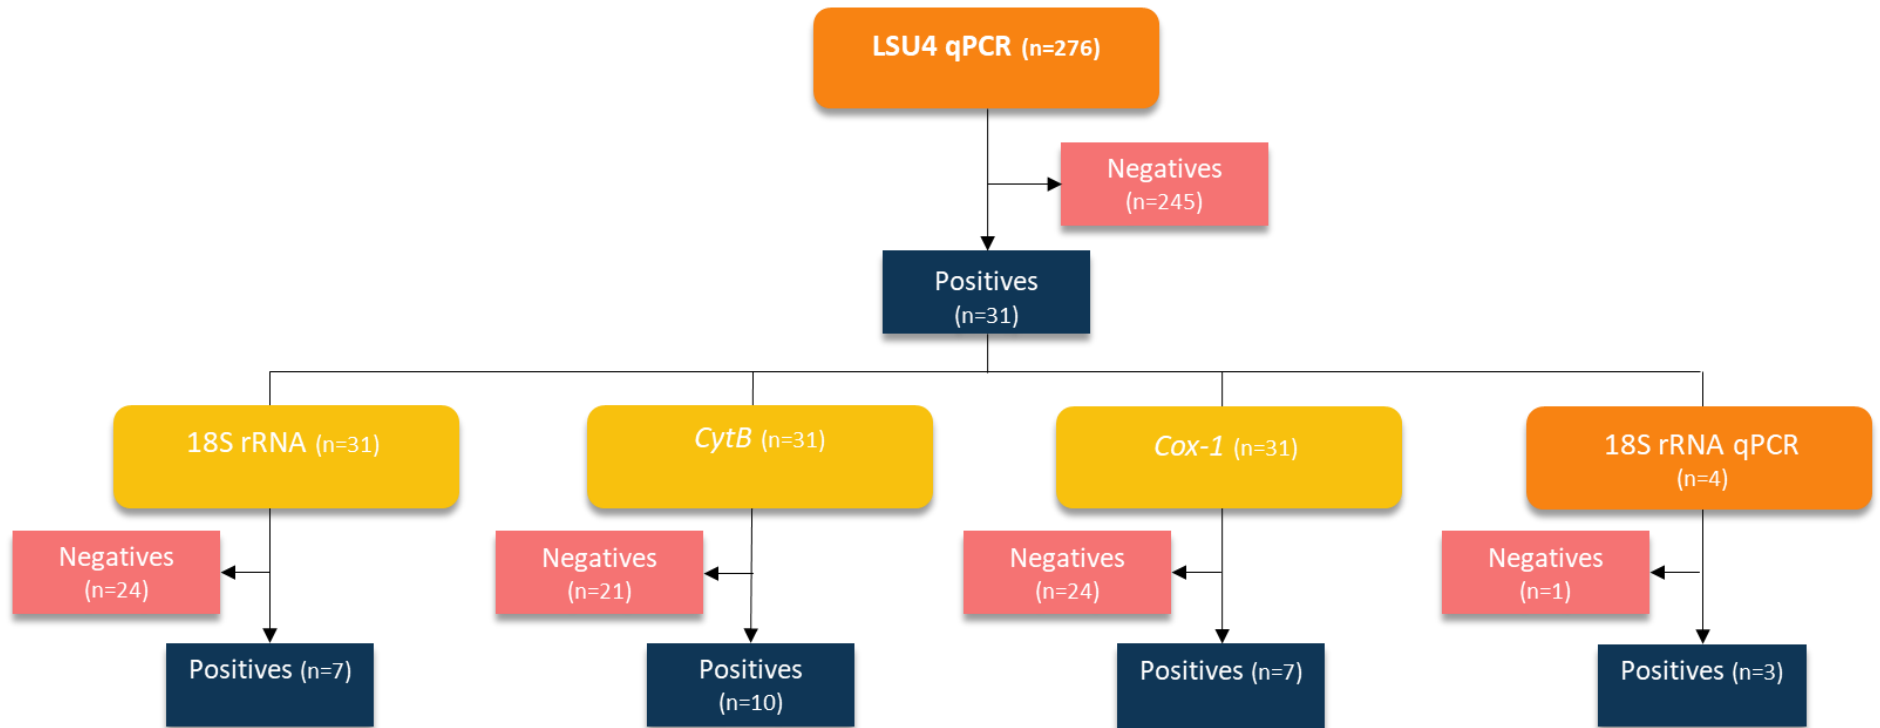 LSU4 qPCR (n=276)
Negatives
(n=245)
Positives
(n=31)
18S rRNA (n=31)
CytB (n=31)
Cox-1 (n=31)
18S rRNA qPCR
(n=4)
Negatives
(n=24)
Negatives
(n=21)
Negatives
(n=24)
Negatives
(n=1)
Positives (n=7)
Positives
(n=10)
Positives (n=7)
Positives (n=3)